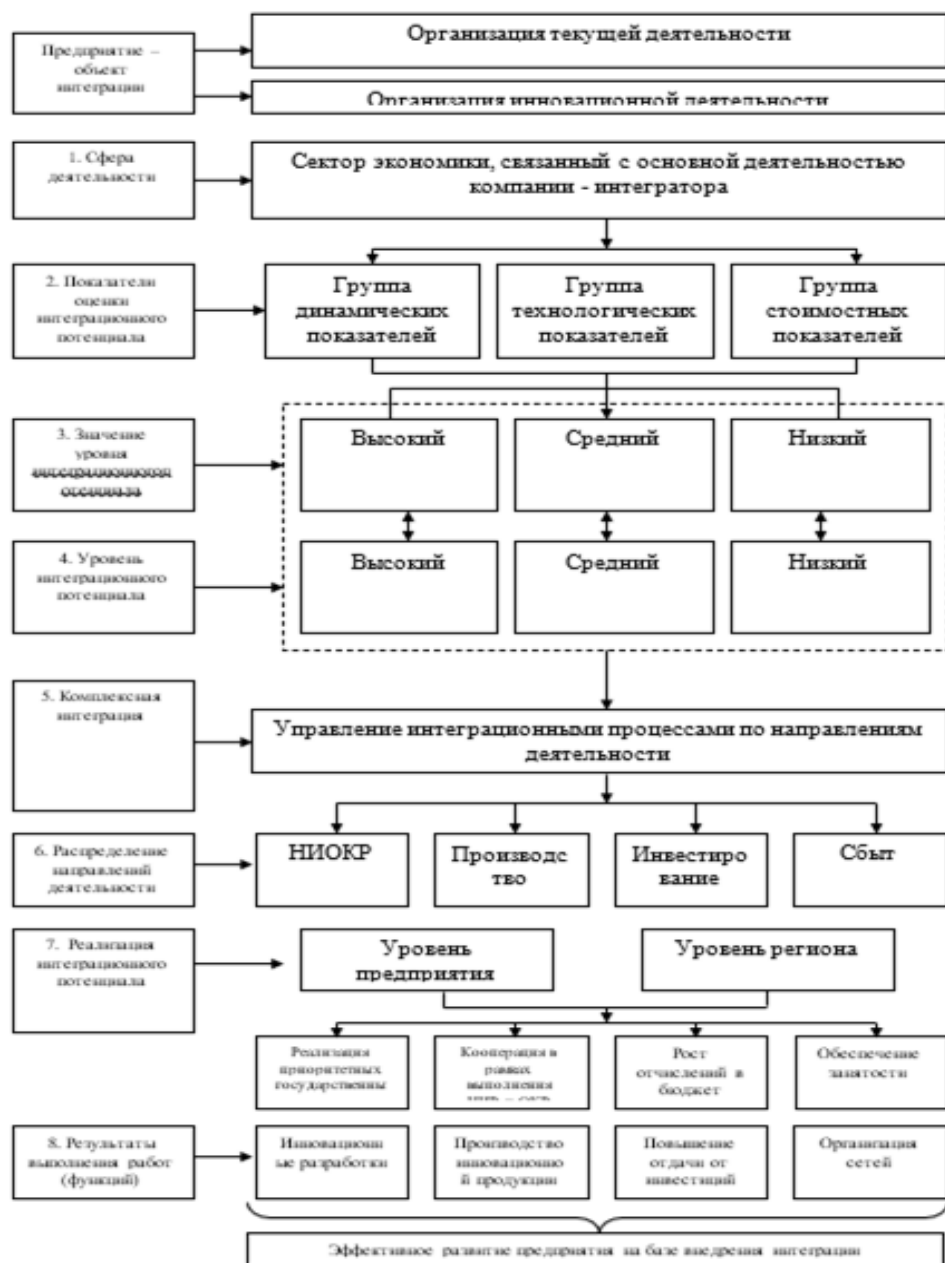 Предприятие –
объект
интеграции
Организация текущей деятельности
Организация инновационной деятельности
1. Сфера
деятельности
Сектор экономики, связанный с основной деятельностью
компании - интегратора
2. Показатели
оценки
интеграционного
потенциала
Группа
динамических
показателей
Группа
технологических
показателей
Группа
стоимостных
показателей
3. Значение
уровня
интеграционногоп
отенциала
Высокий
Средний
Низкий
4. Уровень
интеграционного
потенциала
Высокий
Средний
Низкий
5. Комплексная
интеграция
Управление интеграционными процессами по направлениям
деятельности
6. Распределение
направлений
деятельности
НИОКР
Производс
тво
Инвестиро
вание
Сбыт
7. Реализация
интеграционного
потенциала
Уровень
предприятия
Уровень региона
Реализация
приоритетных
государственны
Кооперация в
рамках
выполнения
Рост
отчислений в
бюджет
Обеспечение
занятости
8. Результаты
выполнения работ
(функций)
Инновационн
ые разработки
Производство
инновационно
й продукции
Повышение
отдачи от
инвестиций
Организация
сетей
Эффективное развитие предприятия на базе внедрения интеграции